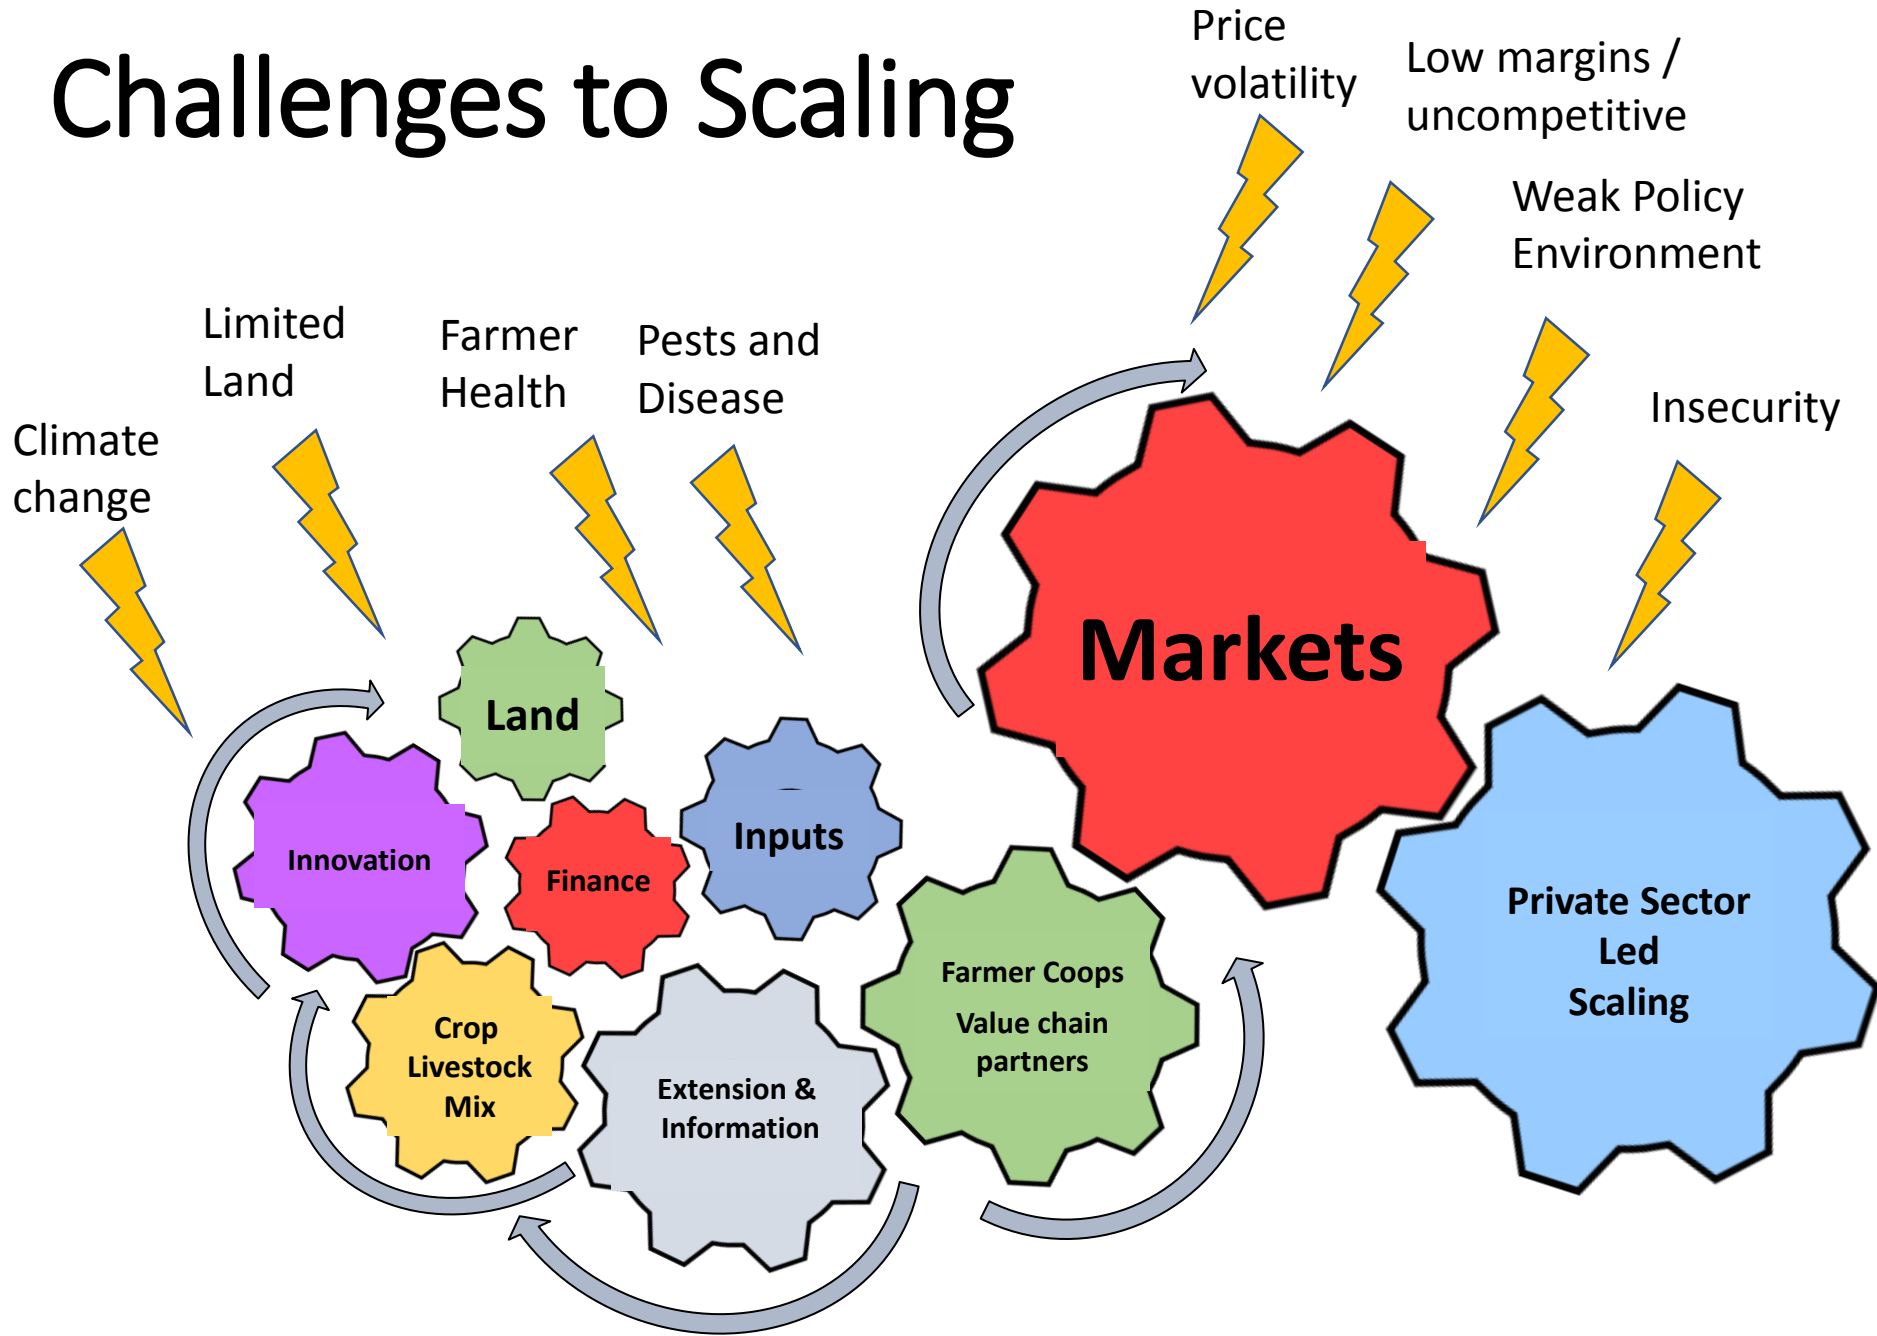 Challenges to Scaling
Price
volatility
Low margins /
uncompetitive
Weak Policy
Environment
Insecurity
Limited
Land
Farmer
Health
Pests and
Disease
Climate
change
Markets
Land
Inputs
Innovation
Finance
Private Sector
Led
Scaling
Farmer Coops
Value chain
partners
Crop
Livestock
Mix
Extension &
Information